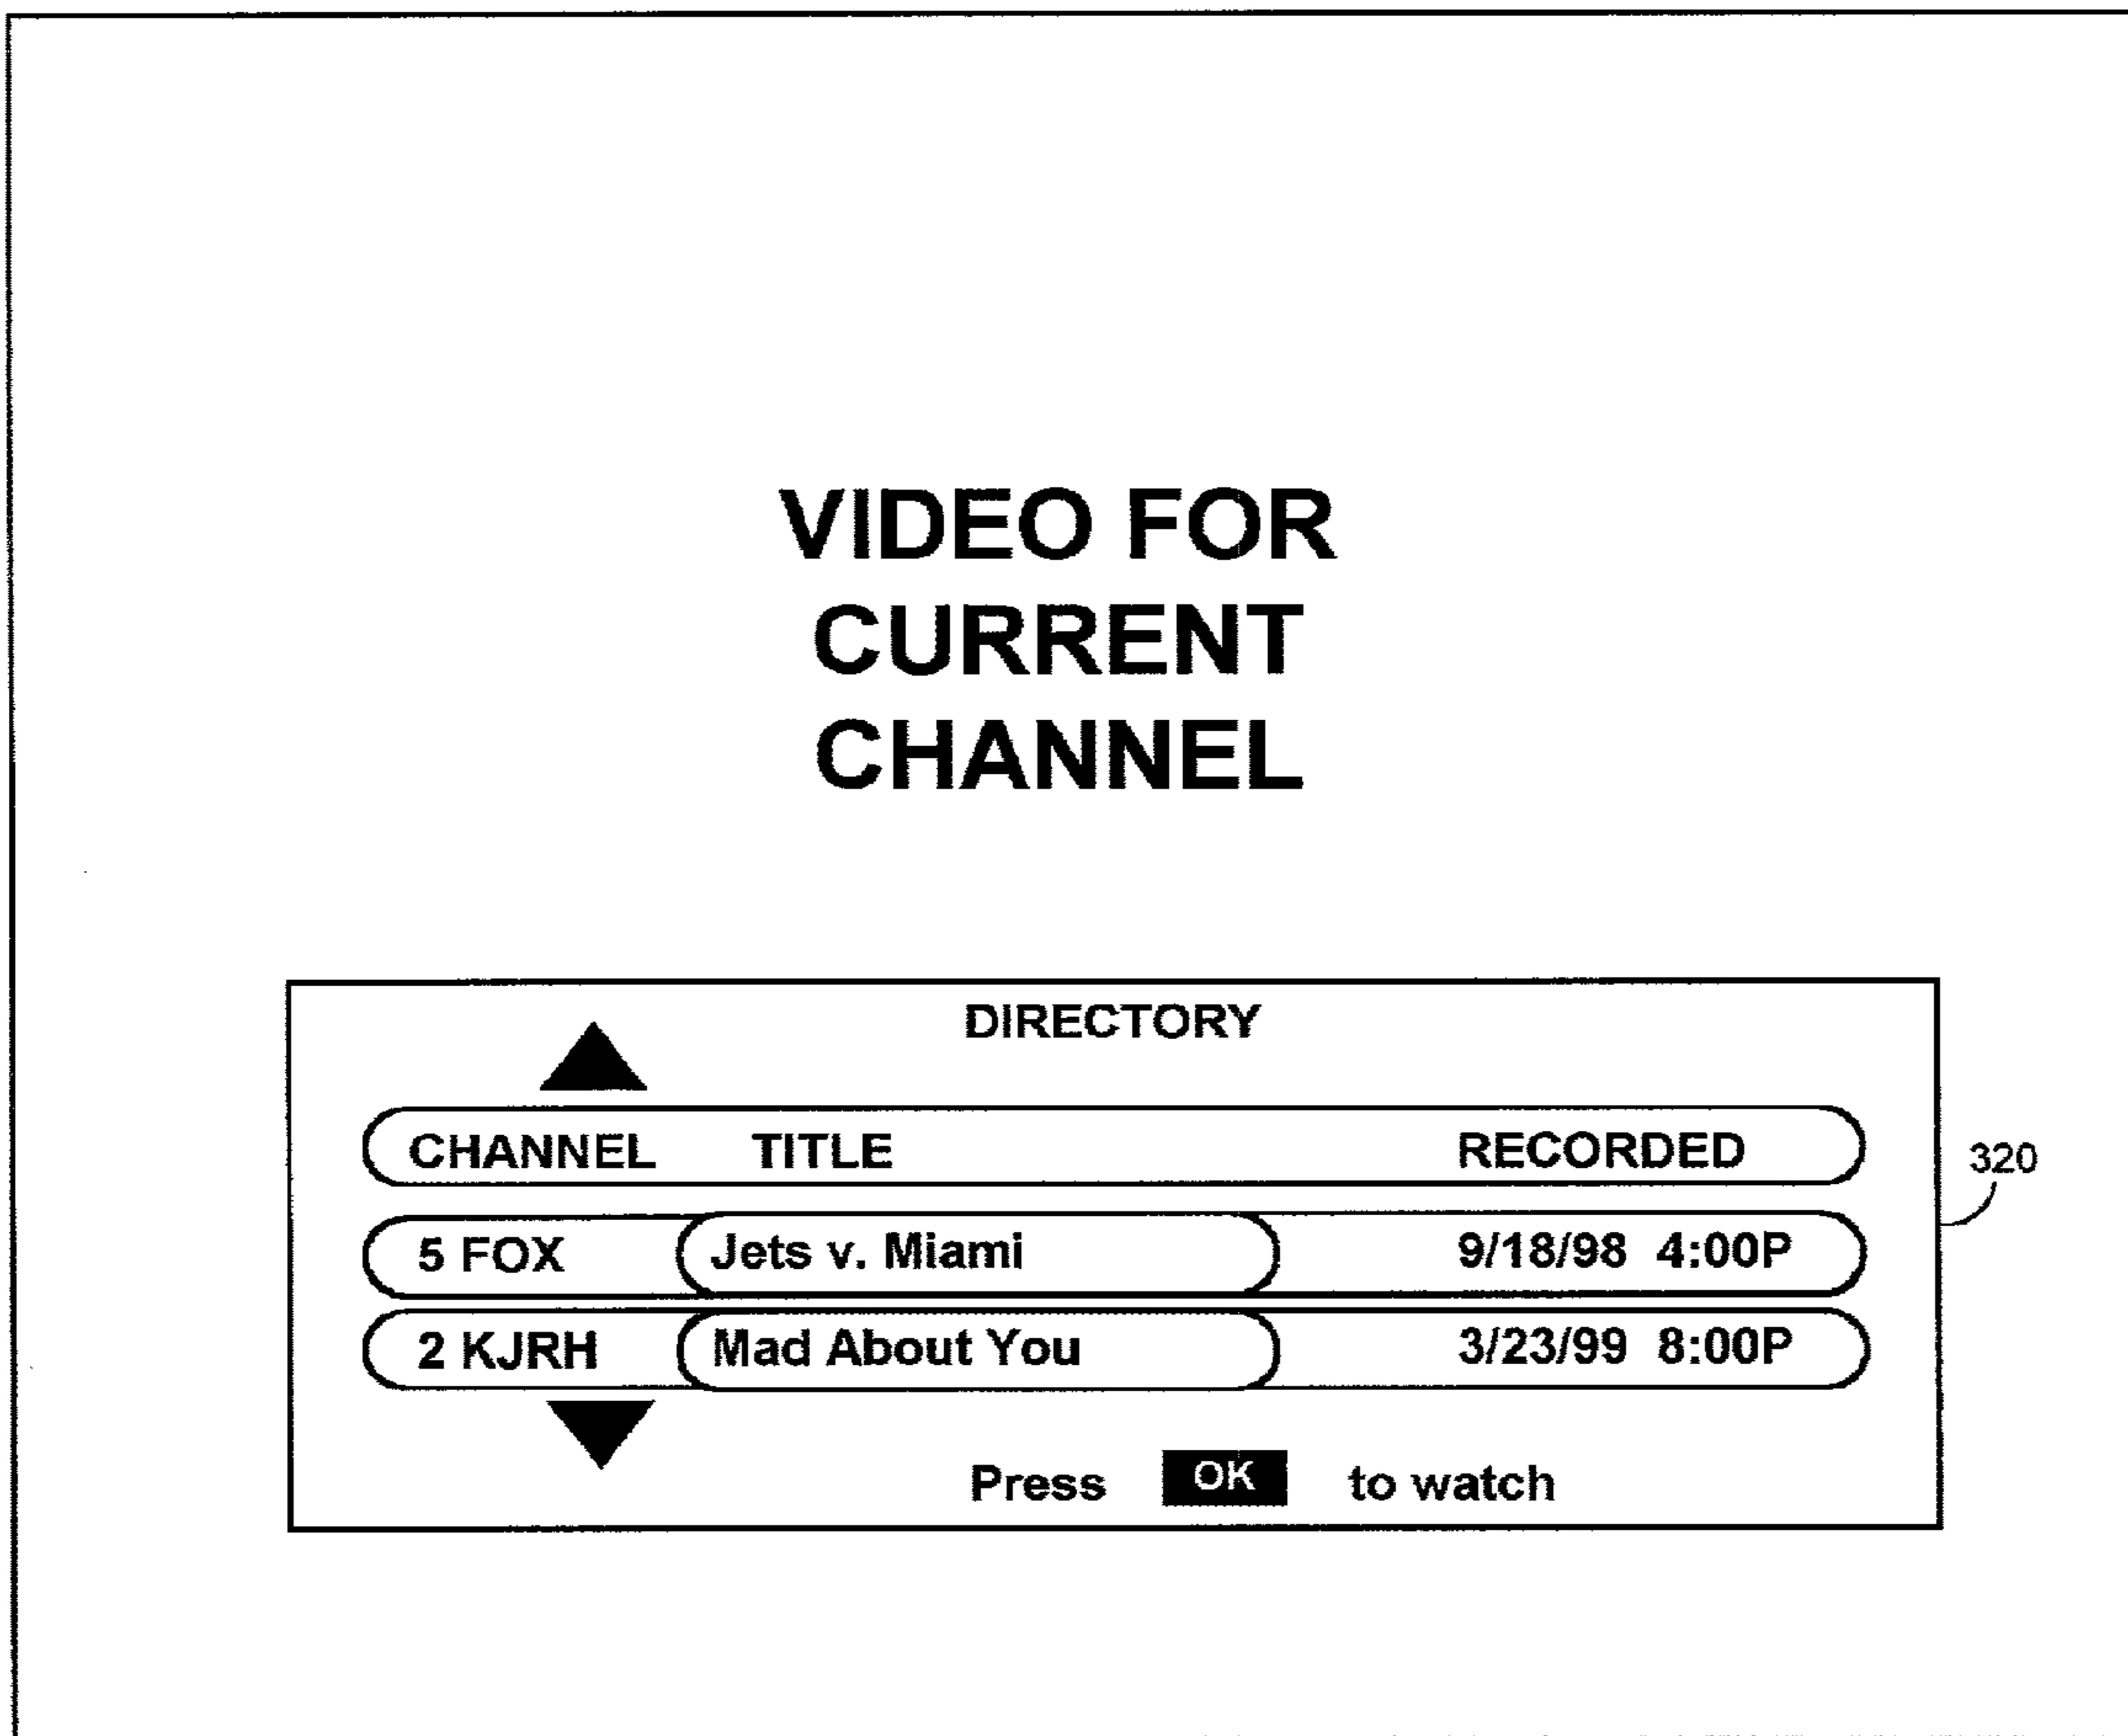 VIDEO FOR
CURRENT
CHANNEL
DIRECTORY
CHANNEL TITLE RECORDED
320
5 FOX Jets v. Miami 9/18/98 4:00P
2 KJRH Mad About You 3/23/99 8:00P
Press OK to watch